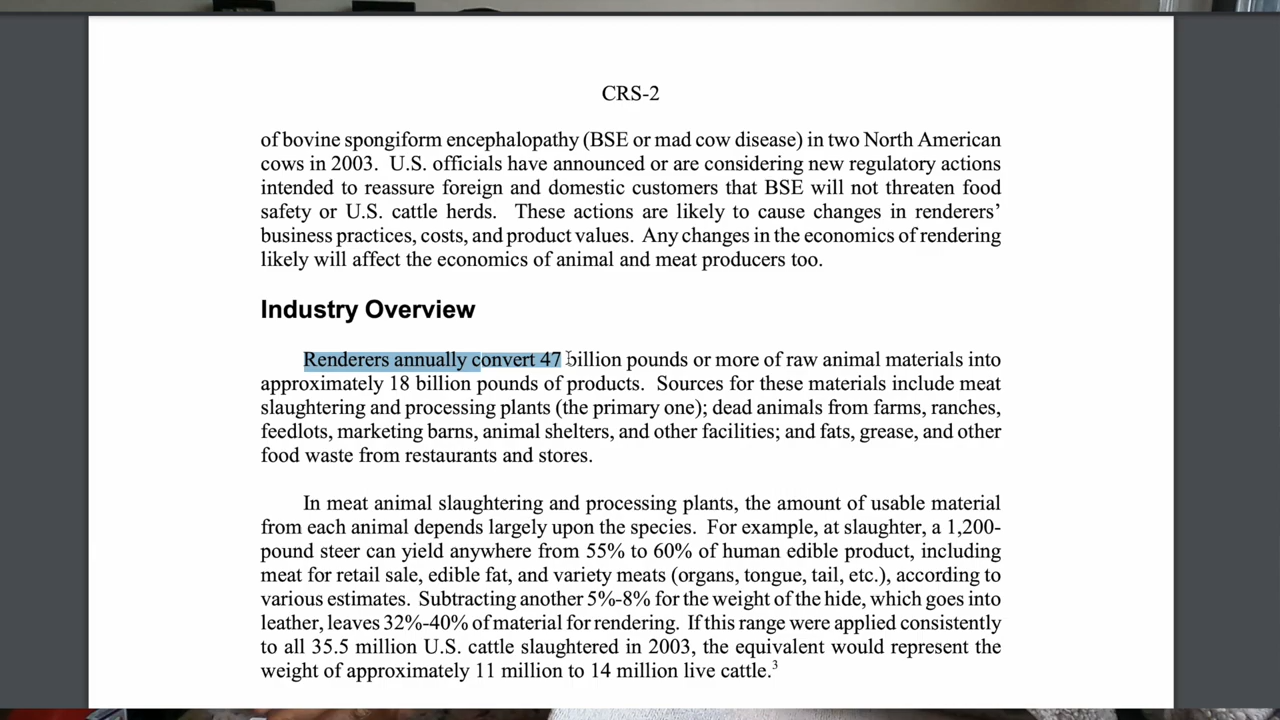 CRS-2
of bovine spongiform encephalopathy (BSE or mad cow disease) in two North American
cows in 2003. U.S. officials have announced or are considering new regulatory actions
intended to reassure foreign and domestic customers that BSE will not threaten food
safety or U.S. cattle herds. These actions are likely to cause changes in renderers’
business practices, costs, and product values. Any changes in the economics of rendering
likely will affect the economics of animal and meat producers too.
Industry Overview
Renderers annually convert 47 billion pounds or more of raw animal materials into
approximately 18 billion pounds of products. Sources for these materials include meat
slaughtering and processing plants (the primary one); dead animals from farms, ranches,
feedlots, marketing barns, animal shelters, and other facilities; and fats, grease, and other
food waste from restaurants and stores.
In meat animal slaughtering and processing plants, the amount of usable material
from each animal depends largely upon the species. For example, at slaughter, a 1,200-
pound steer can yield anywhere from 55% to 60% of human edible product, including
meat for retail sale, edible fat, and variety meats (organs, tongue, tail, etc.), according to
various estimates. Subtracting another 5%-8% for the weight of the hide, which goes into
leather, leaves 32%-40% of material for rendering. If this range were applied consistently
to all 35.5 million U.S. cattle slaughtered in 2003, the equivalent would represent the
weight of approximately 11 million to 14 million live cattle.³